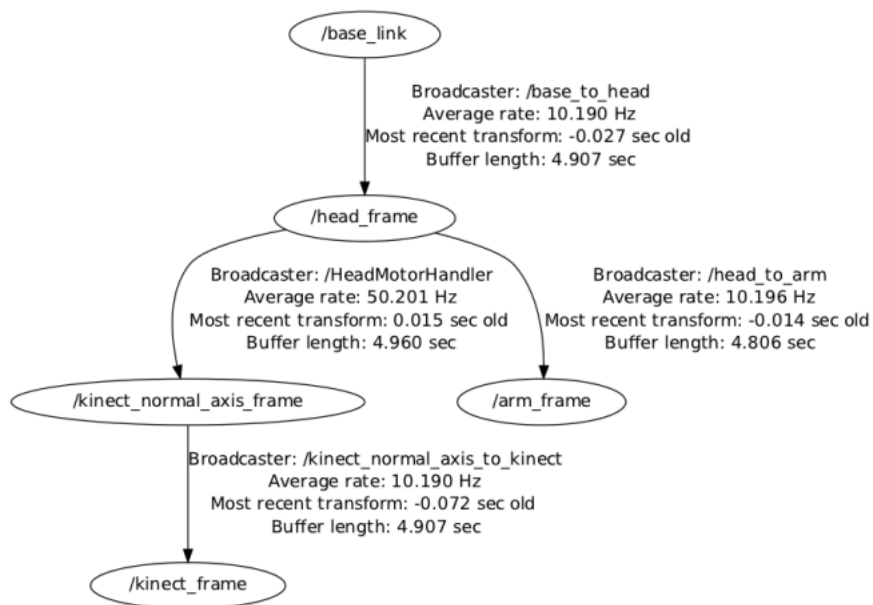 /base_link
Broadcaster: /base_to_head
Average rate: 10.190 Hz
Most recent transform: -0.027 sec old
Buffer length: 4.907 sec
/head_frame
Broadcaster: /HeadMotorHandler
Average rate: 50.201 Hz
Most recent transform: 0.015 sec old
Buffer length: 4.960 sec
Broadcaster: /head_to_arm
Average rate: 10.196 Hz
Most recent transform: -0.014 sec old
Buffer length: 4.806 sec
/kinect_normal_axis_frame
/arm_frame
Broadcaster: /kinect_normal_axis_to_kinect
Average rate: 10.190 Hz
Most recent transform: -0.072 sec old
Buffer length: 4.907 sec
/kinect_frame